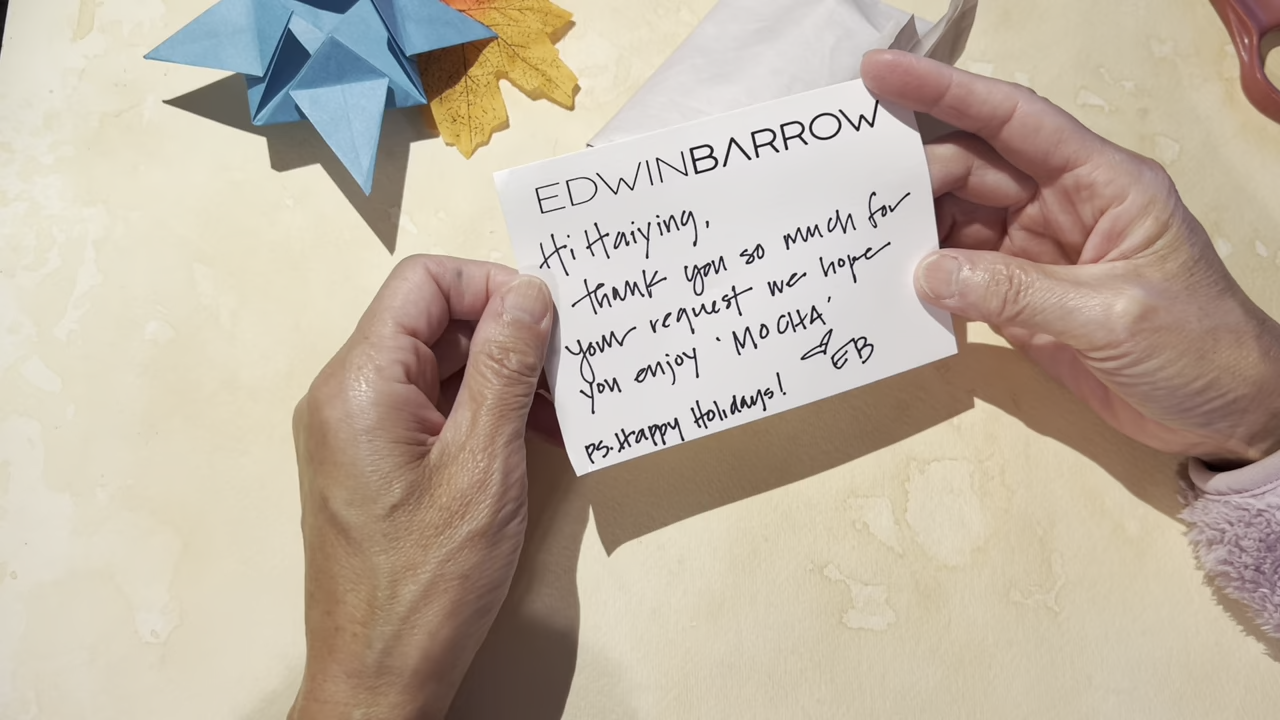 EDWINBARROW
Hi Haiying,
thank you so much for
your request we hope
you enjoy 'MOCHA'
EB
ps. Happy Holidays!